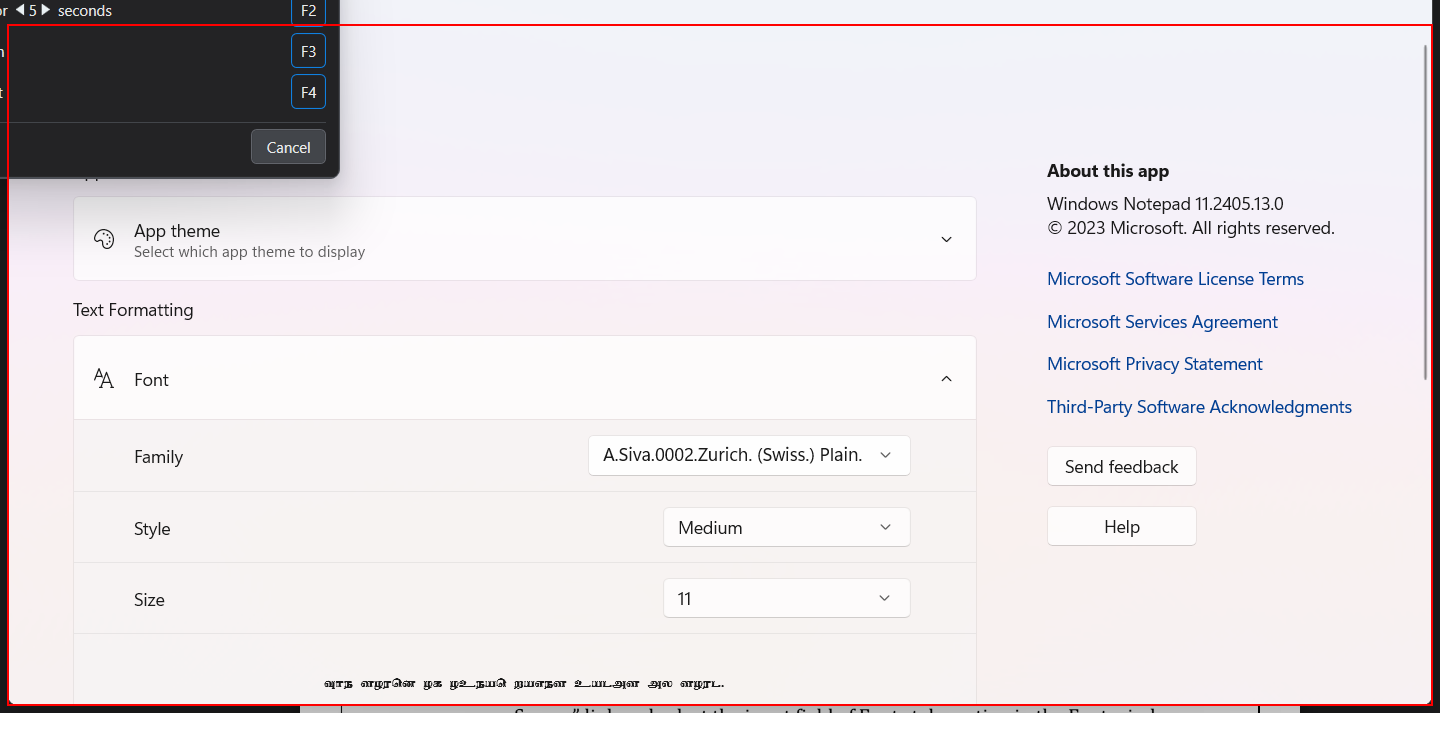 5 seconds
F2
F3
F4
Cancel
About this app
Windows Notepad 11.2405.13.0
© 2023 Microsoft. All rights reserved.
App theme
Select which app theme to display
Microsoft Software License Terms
Text Formatting
Microsoft Services Agreement
Microsoft Privacy Statement
Font
Third-Party Software Acknowledgments
Family
A.Siva.0002.Zurich. (Swiss.) Plain.
Send feedback
Style
Medium
Help
Size
11